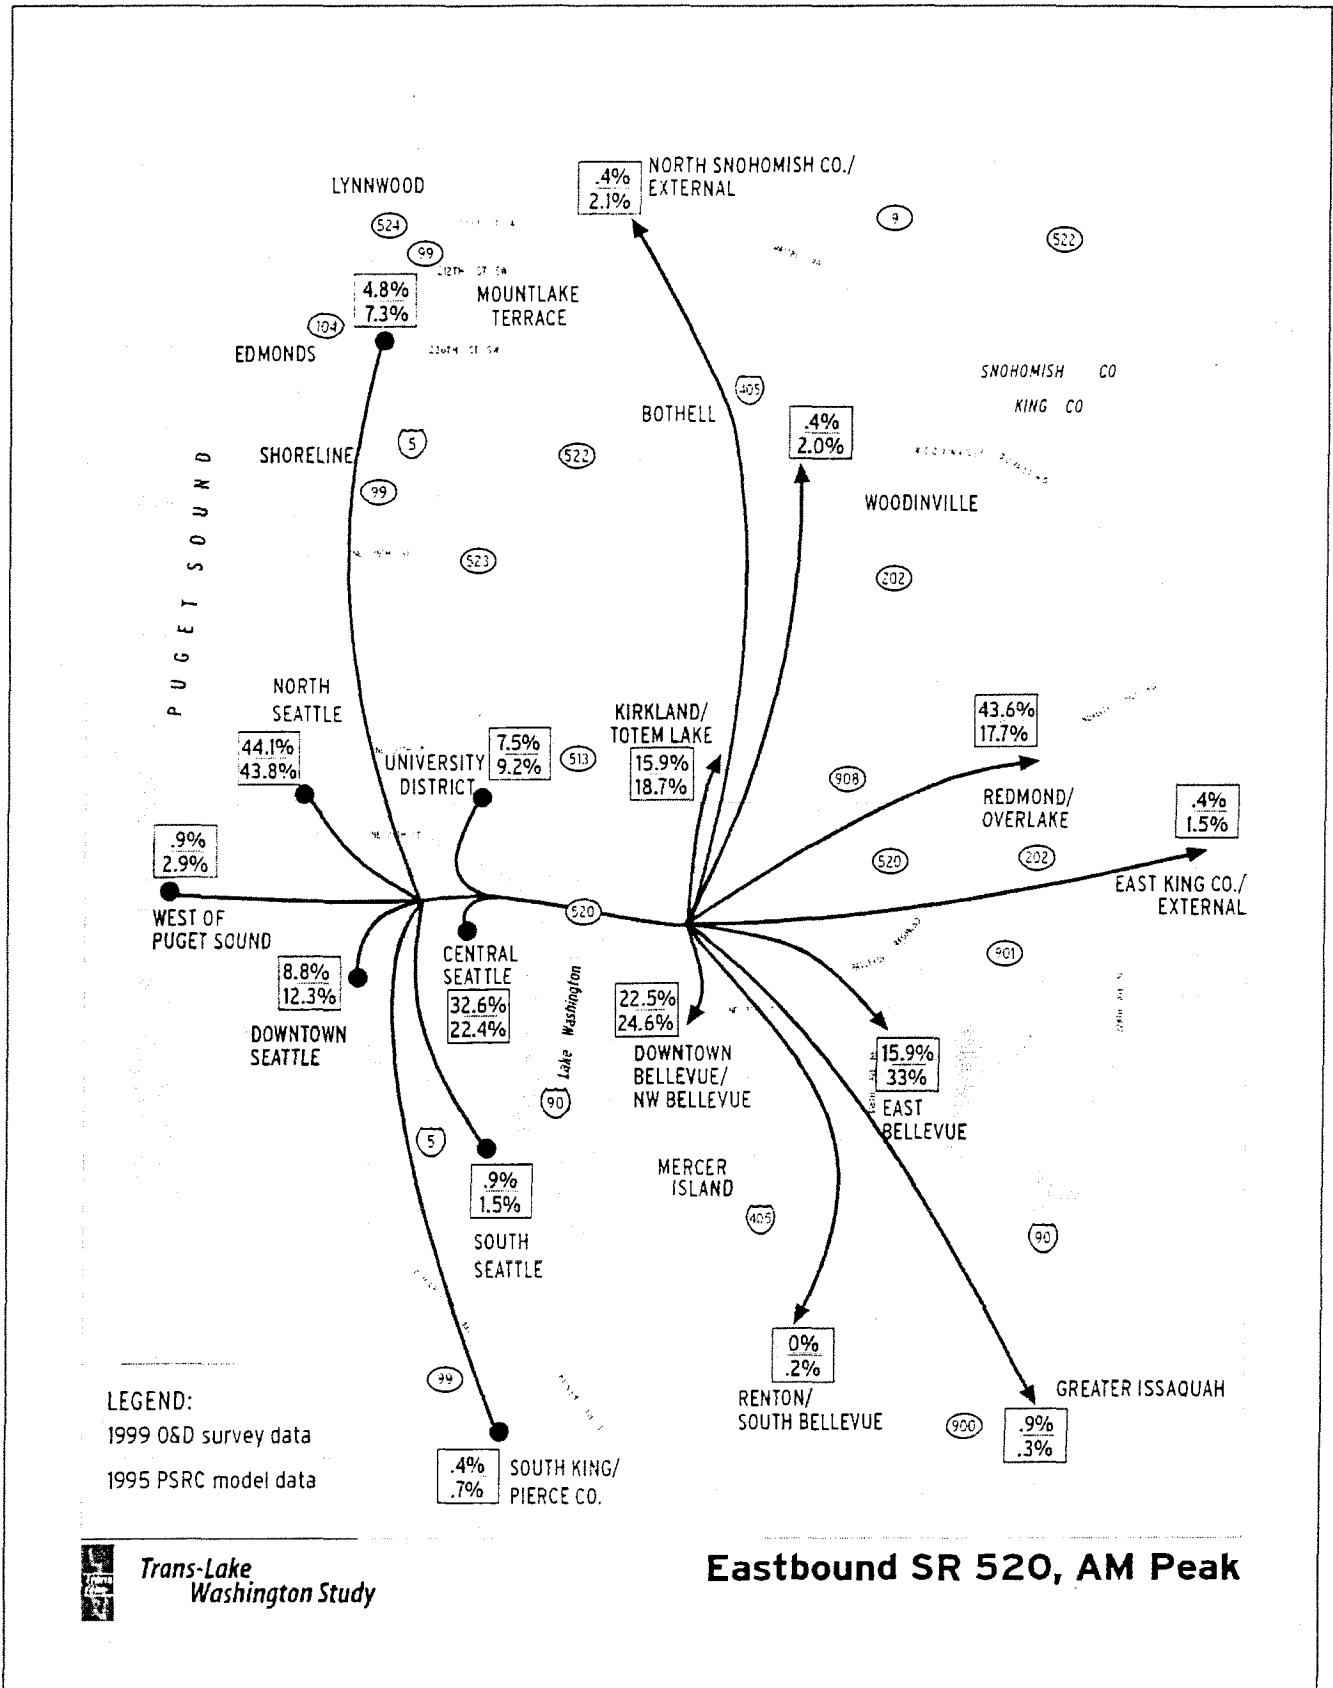 NORTH SNOHOMISH CO./
EXTERNAL
.4%
2.1%
LYNNWOOD
524
99
9
522
212TH ST SW
4.8%
7.3%
MOUNTLAKE
TERRACE
104
EDMONDS
SNOHOMISH CO
KING CO
405
BOTHELL
.4%
2.0%
5
SHORELINE
522
99
WOODINVILLE
523
202
PUGET SOUND
NORTH
SEATTLE
44.1%
43.8%
UNIVERSITY
DISTRICT
7.5%
9.2%
513
KIRKLAND/
TOTEM LAKE
15.9%
18.7%
43.6%
17.7%
908
REDMOND/
OVERLAKE
.4%
1.5%
520
202
EAST KING CO./
EXTERNAL
.9%
2.9%
WEST OF
PUGET SOUND
520
901
8.8%
12.3%
DOWNTOWN
SEATTLE
CENTRAL
SEATTLE
32.6%
22.4%
Lake Washington
90
22.5%
24.6%
DOWNTOWN
BELLEVUE/
NW BELLEVUE
15.9%
33%
EAST
BELLEVUE
5
MERCER
ISLAND
.9%
1.5%
SOUTH
SEATTLE
405
90
0%
.2%
RENTON/
SOUTH BELLEVUE
GREATER ISSAQUAH
900
.9%
.3%
99
LEGEND:
1999 O&D survey data
1995 PSRC model data
.4%
.7%
SOUTH KING/
PIERCE CO.
Trans-Lake
Washington Study
Eastbound SR 520, AM Peak